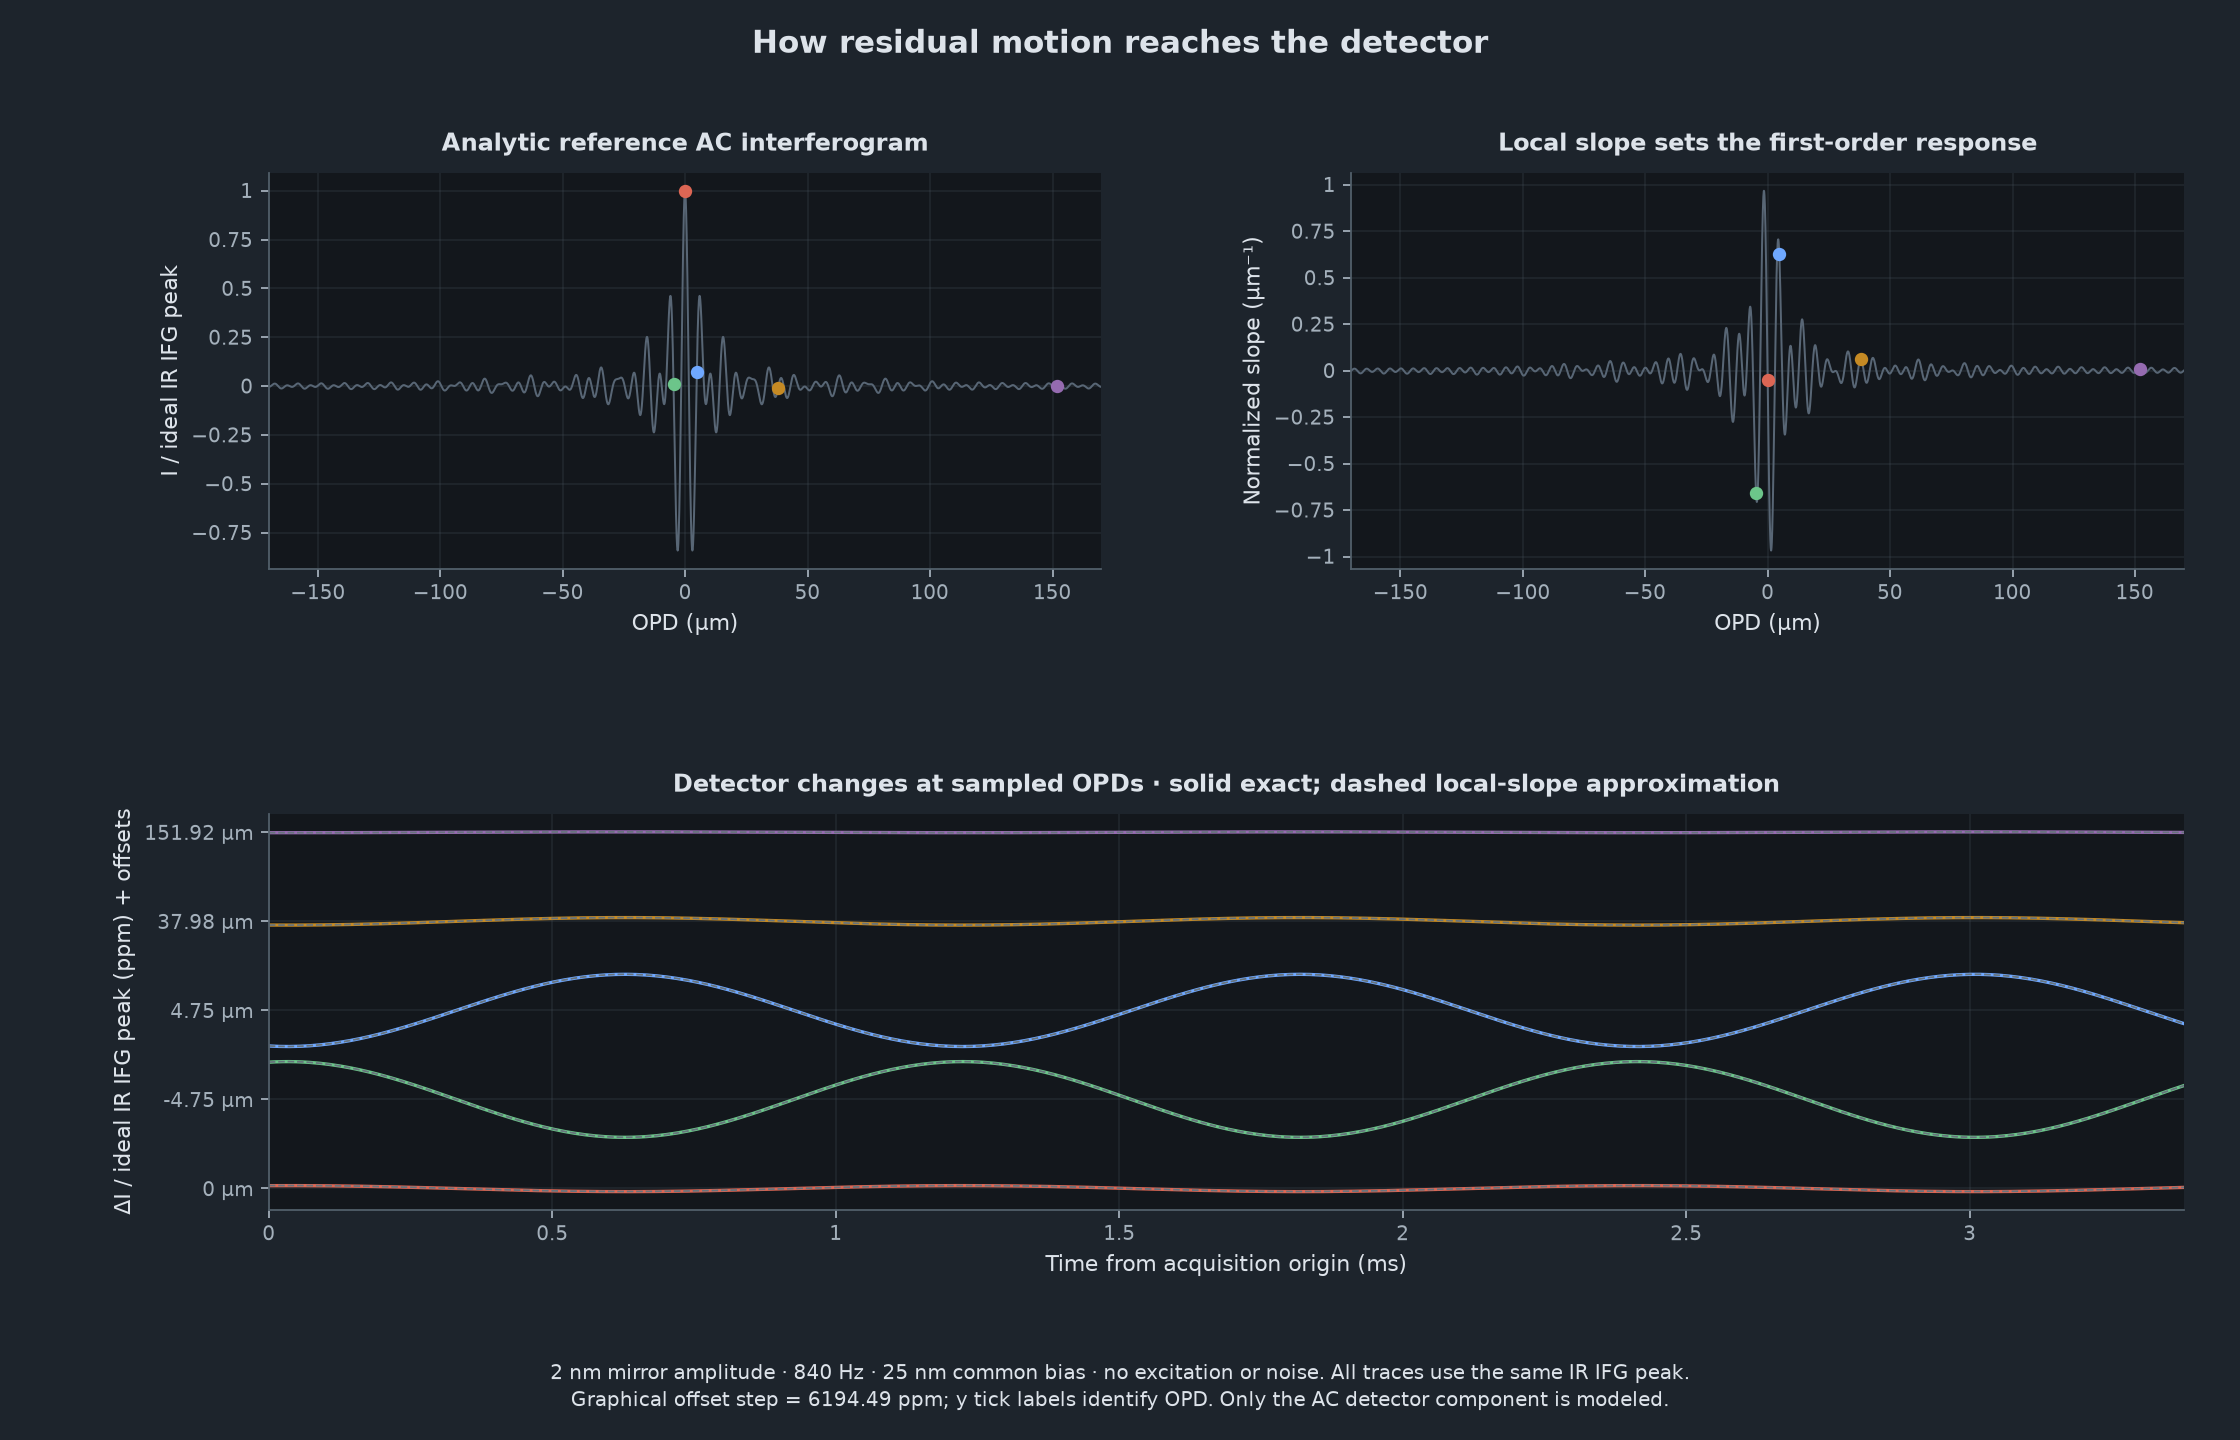 How residual motion reaches the detector
Analytic reference AC interferogram
I / ideal IR IFG peak
1
0.75
0.5
0.25
0
−0.25
−0.5
−0.75
−150
−100
−50
0
50
100
150
OPD (µm)
Local slope sets the first-order response
Normalized slope (µm⁻¹)
1
0.75
0.5
0.25
0
−0.25
−0.5
−0.75
−1
−150
−100
−50
0
50
100
150
OPD (µm)
Detector changes at sampled OPDs · solid exact; dashed local-slope approximation
ΔI / ideal IR IFG peak (ppm) + offsets
151.92 µm
37.98 µm
4.75 µm
-4.75 µm
0 µm
0
0.5
1
1.5
2
2.5
3
Time from acquisition origin (ms)
2 nm mirror amplitude · 840 Hz · 25 nm common bias · no excitation or noise. All traces use the same IR IFG peak.
Graphical offset step = 6194.49 ppm; y tick labels identify OPD. Only the AC detector component is modeled.